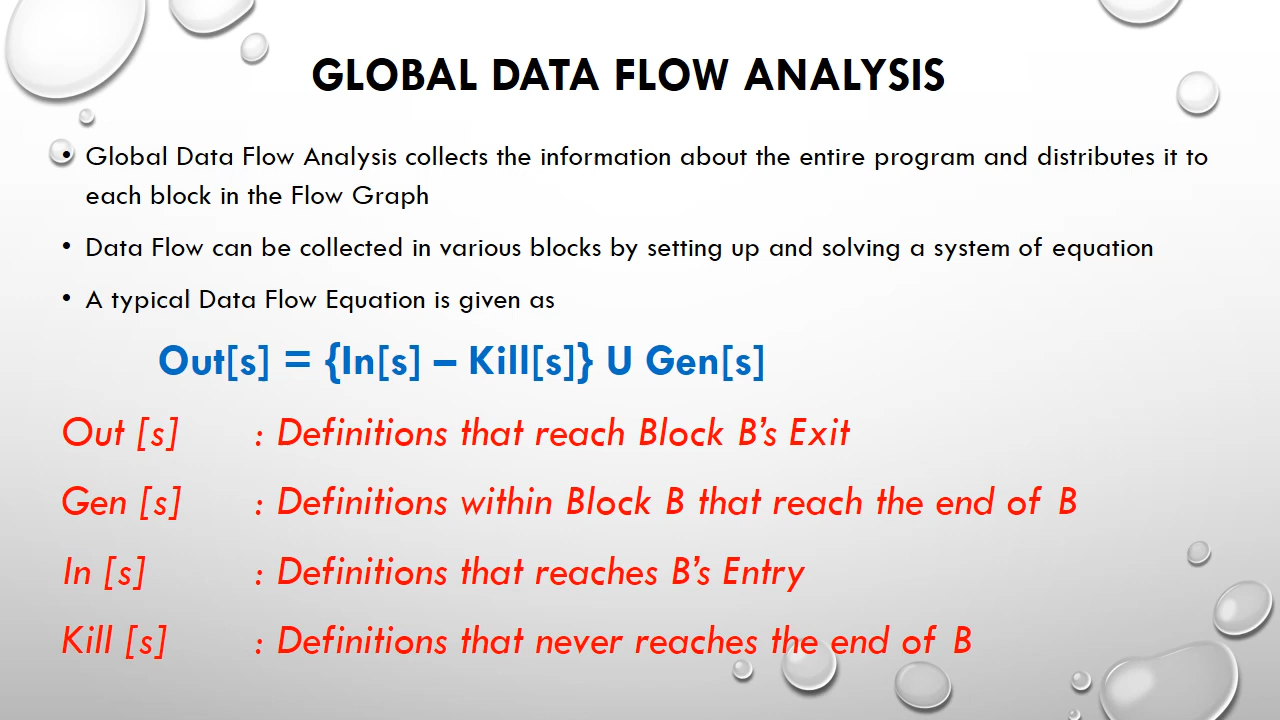 GLOBAL DATA FLOW ANALYSIS
• Global Data Flow Analysis collects the information about the entire program and distributes it to
each block in the Flow Graph
• Data Flow can be collected in various blocks by setting up and solving a system of equation
• A typical Data Flow Equation is given as
Out[s] = {In[s] – Kill[s]} U Gen[s]
Out [s] : Definitions that reach Block B’s Exit
Gen [s] : Definitions within Block B that reach the end of B
In [s] : Definitions that reaches B’s Entry
Kill [s] : Definitions that never reaches the end of B